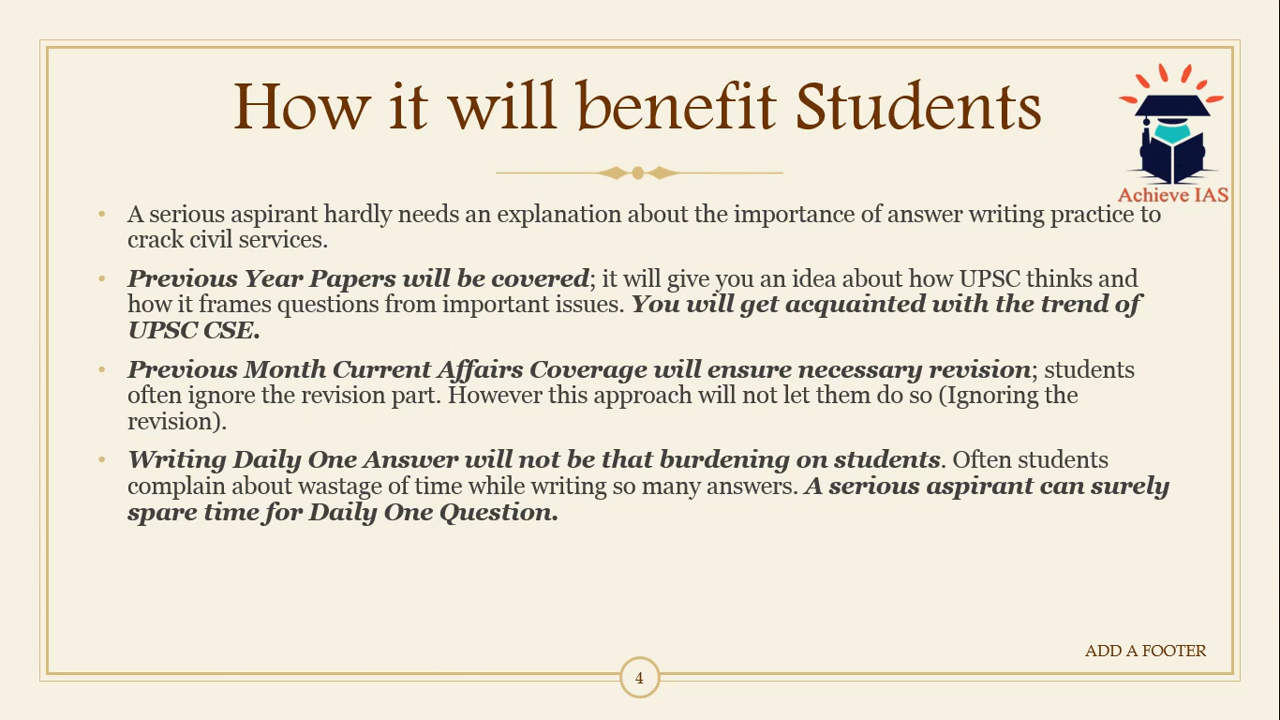 How it will benefit Students
Achieve IAS
• A serious aspirant hardly needs an explanation about the importance of answer writing practice to
crack civil services.
• Previous Year Papers will be covered; it will give you an idea about how UPSC thinks and
how it frames questions from important issues. You will get acquainted with the trend of
UPSC CSE.
• Previous Month Current Affairs Coverage will ensure necessary revision; students
often ignore the revision part. However this approach will not let them do so (Ignoring the
revision).
• Writing Daily One Answer will not be that burdening on students. Often students
complain about wastage of time while writing so many answers. A serious aspirant can surely
spare time for Daily One Question.
ADD A FOOTER
4